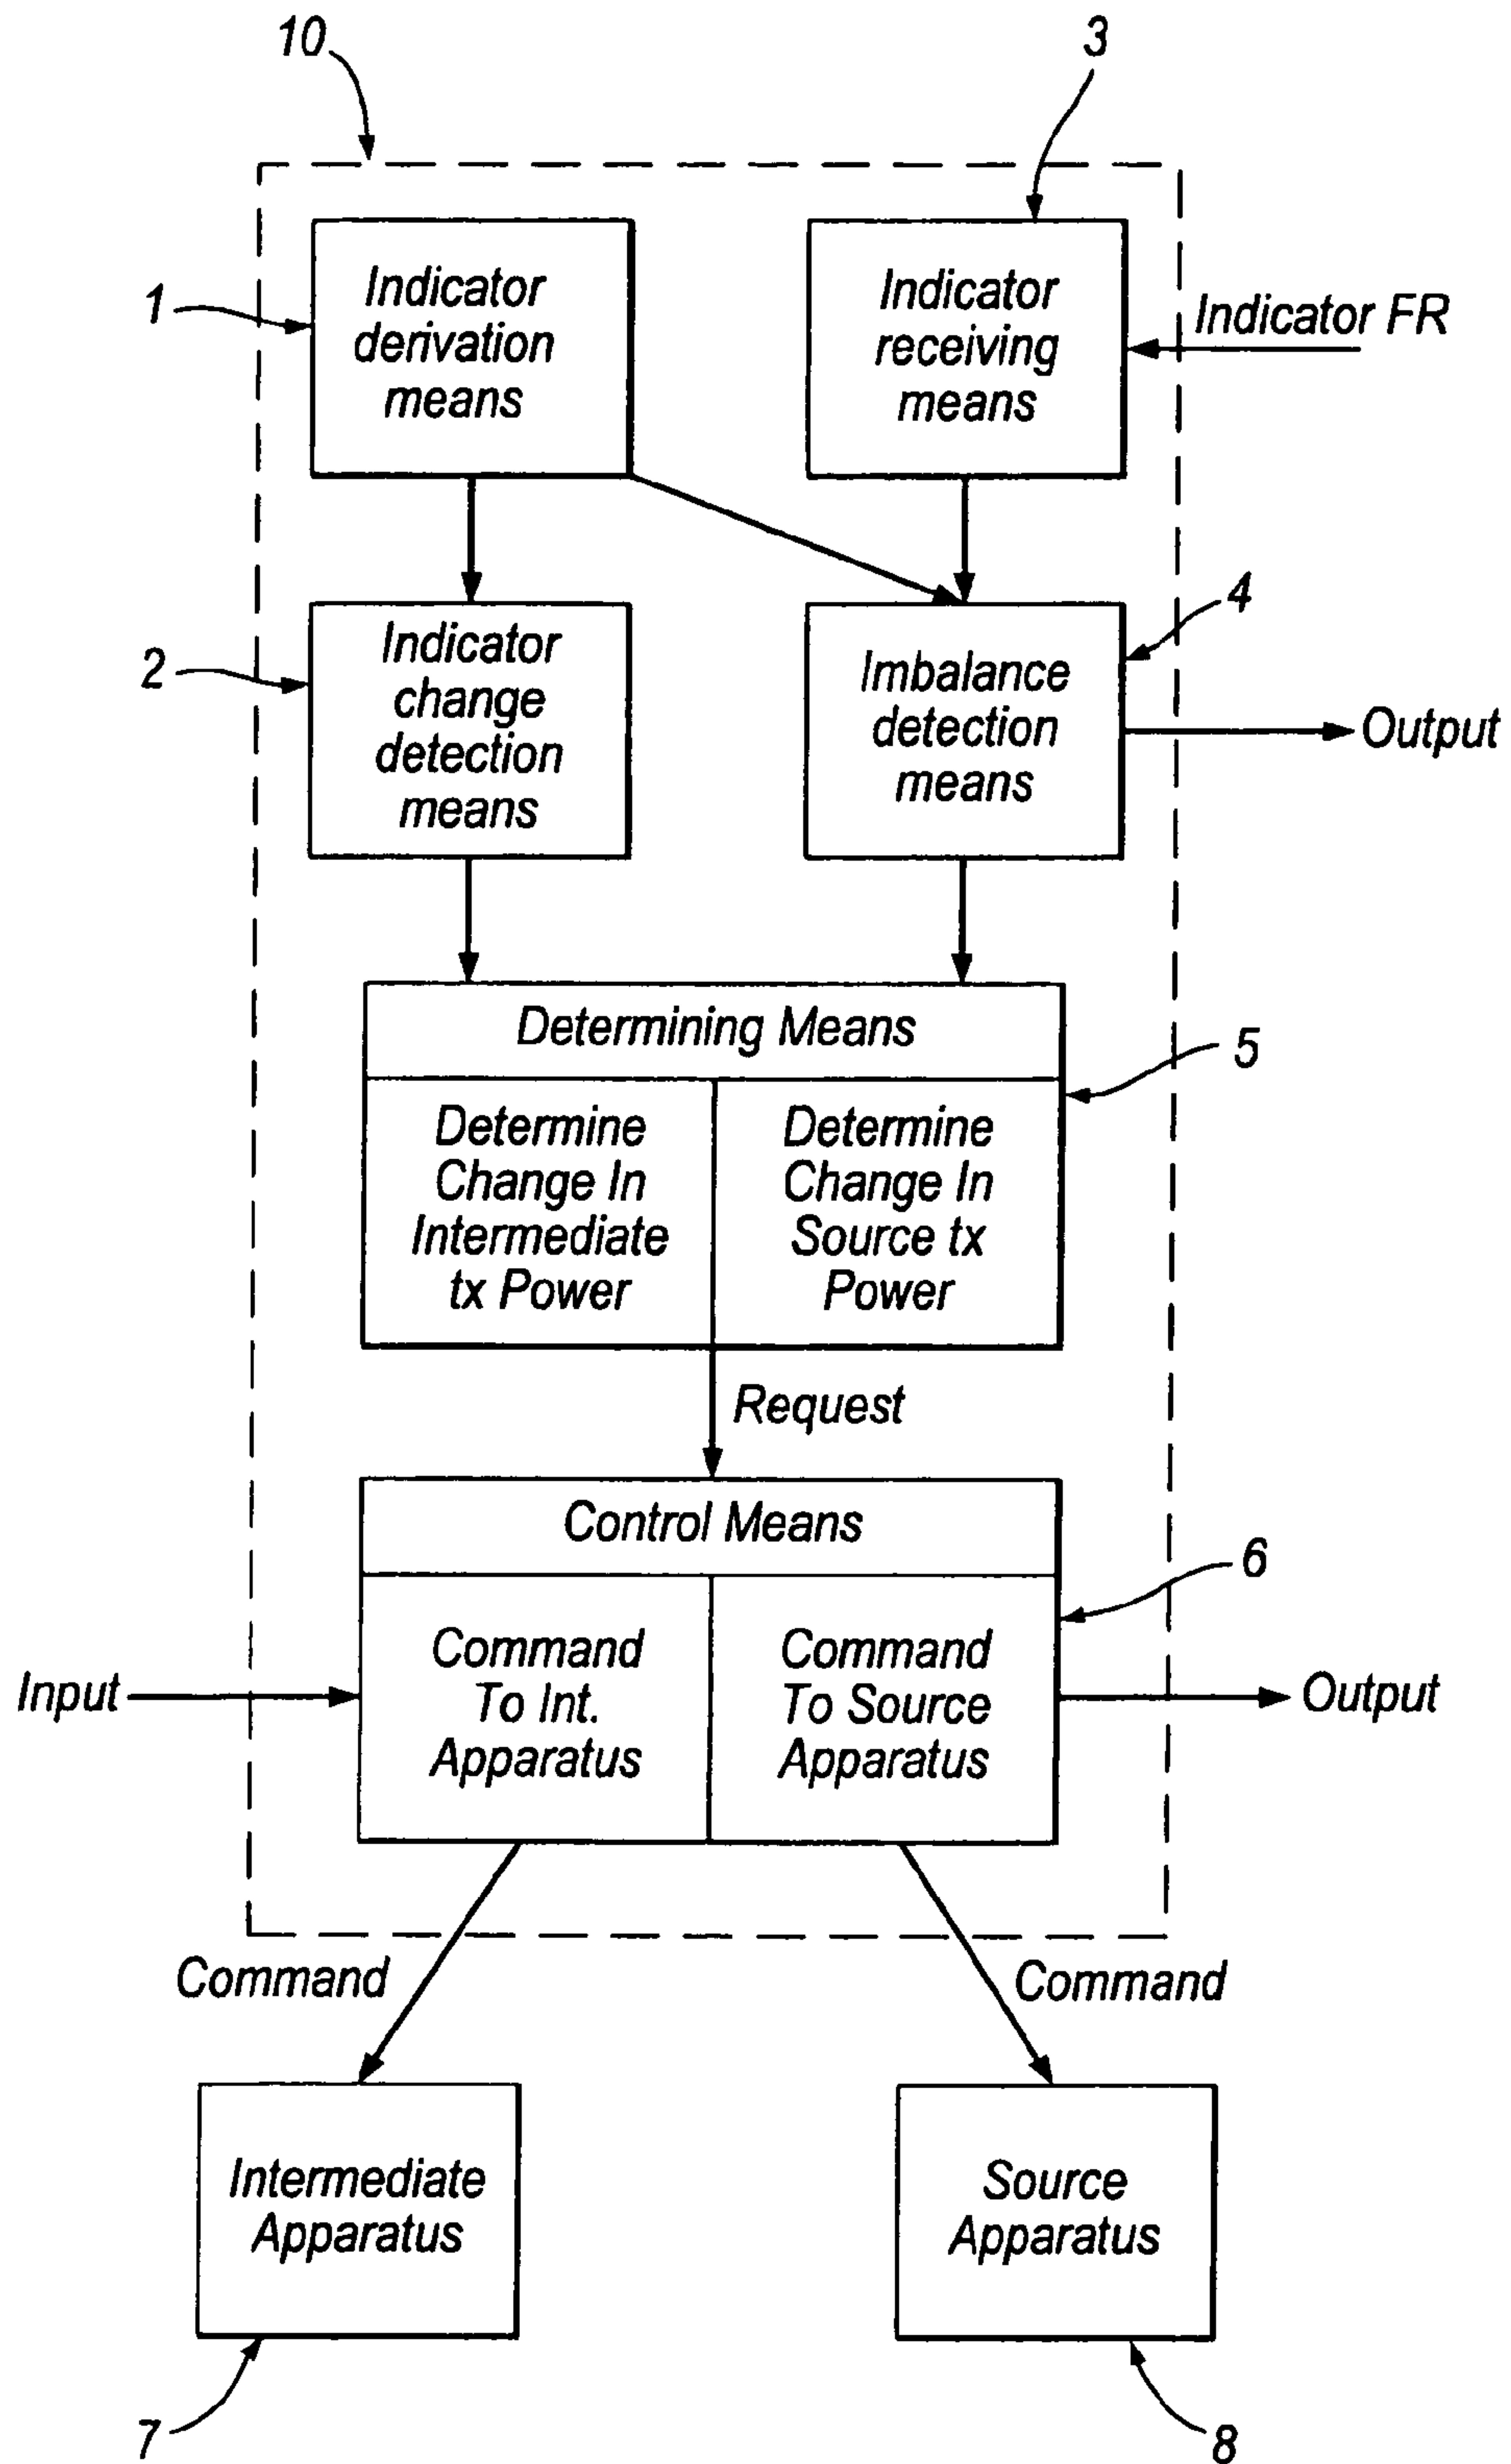 10
3
Indicator
derivation
means
1
Indicator
receiving
means
Indicator FR
Indicator
change
detection
means
2
Imbalance
detection
means
4
Output
Determining Means
5
Determine
Change In
Intermediate
tx Power
Determine
Change In
Source tx
Power
Request
Control Means
6
Input
Command
To Int.
Apparatus
Command
To Source
Apparatus
Output
Command
Command
Intermediate
Apparatus
Source
Apparatus
7
8